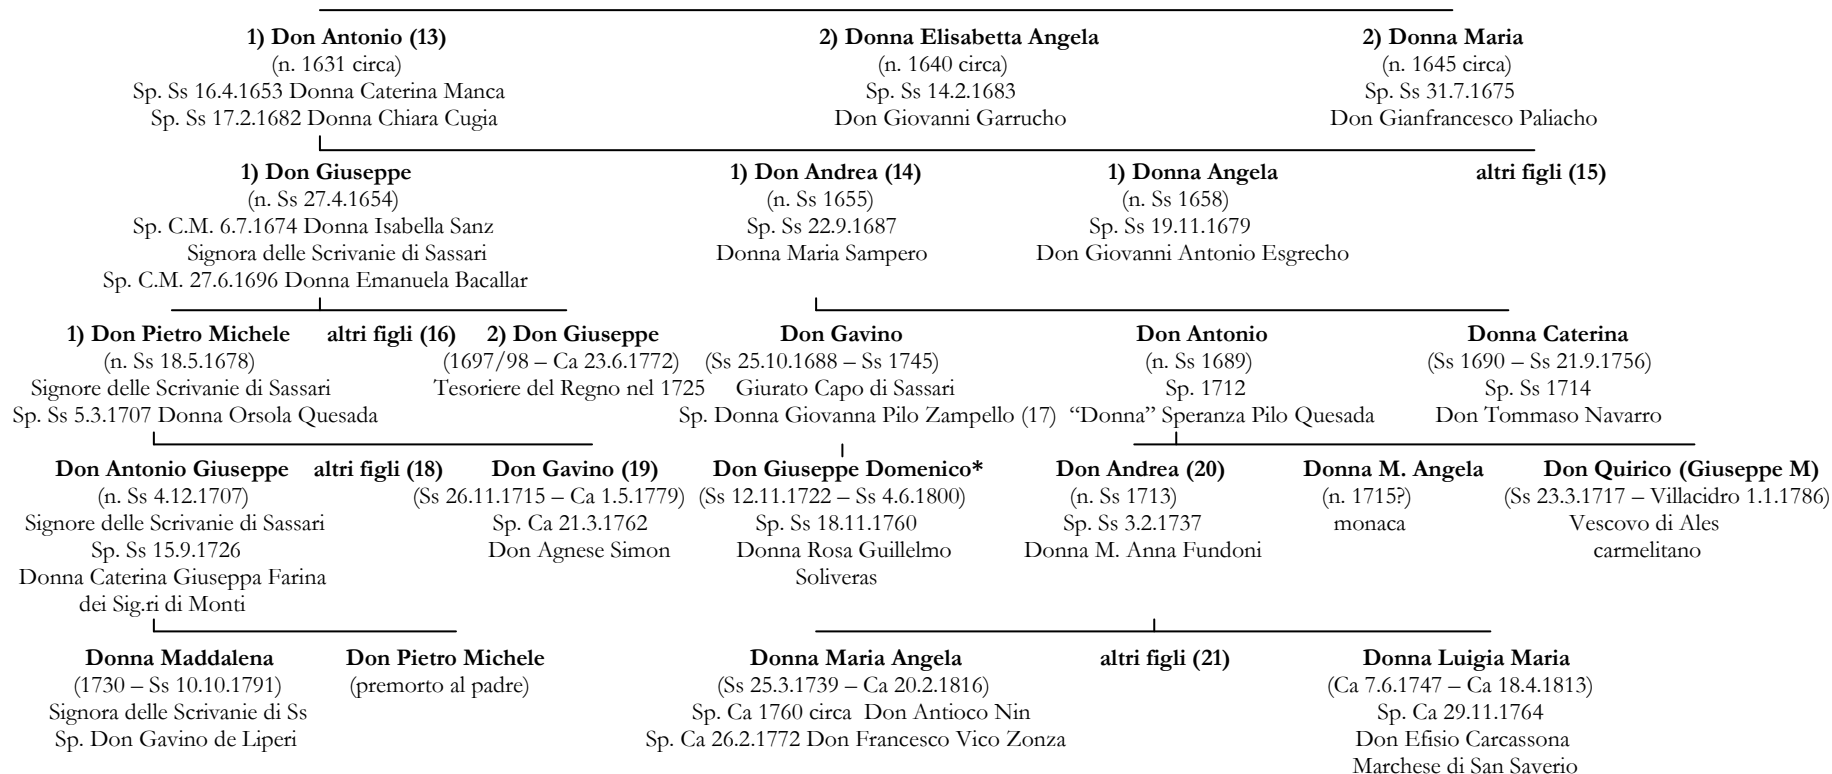 1) Don Antonio (13)
(n. 1631 circa)
Sp. Ss 16.4.1653 Donna Caterina Manca
Sp. Ss 17.2.1682 Donna Chiara Cugia
2) Donna Elisabetta Angela
(n. 1640 circa)
Sp. Ss 14.2.1683
Don Giovanni Garrucho
2) Donna Maria
(n. 1645 circa)
Sp. Ss 31.7.1675
Don Gianfrancesco Paliacho
1) Don Giuseppe
(n. Ss 27.4.1654)
Sp. C.M. 6.7.1674 Donna Isabella Sanz
Signora delle Scrivanie di Sassari
Sp. C.M. 27.6.1696 Donna Emanuela Bacallar
1) Don Andrea (14)
(n. Ss 1655)
Sp. Ss 22.9.1687
Donna Maria Sampero
1) Donna Angela
(n. Ss 1658)
Sp. Ss 19.11.1679
Don Giovanni Antonio Esgrecho
altri figli (15)
1) Don Pietro Michele
(n. Ss 18.5.1678)
Signore delle Scrivanie di Sassari
Sp. Ss 5.3.1707 Donna Orsola Quesada
altri figli (16)
2) Don Giuseppe
(1697/98 – Ca 23.6.1772)
Tesoriere del Regno nel 1725
Don Gavino
(Ss 25.10.1688 – Ss 1745)
Giurato Capo di Sassari
Sp. Donna Giovanna Pilo Zampello (17)
Don Antonio
(n. Ss 1689)
Sp. 1712
“Donna” Speranza Pilo Quesada
Donna Caterina
(Ss 1690 – Ss 21.9.1756)
Sp. Ss 1714
Don Tommaso Navarro
Don Antonio Giuseppe
(n. Ss 4.12.1707)
Signore delle Scrivanie di Sassari
Sp. Ss 15.9.1726
Donna Caterina Giuseppa Farina
dei Sig.ri di Monti
altri figli (18)
Don Gavino (19)
(Ss 26.11.1715 – Ca 1.5.1779)
Sp. Ca 21.3.1762
Don Agnese Simon
Don Giuseppe Domenico*
(Ss 12.11.1722 – Ss 4.6.1800)
Sp. Ss 18.11.1760
Donna Rosa Guillelmo
Soliveras
Don Andrea (20)
(n. Ss 1713)
Sp. Ss 3.2.1737
Donna M. Anna Fundoni
Donna M. Angela
(n. 1715?)
monaca
Don Quirico (Giuseppe M)
(Ss 23.3.1717 – Villacidro 1.1.1786)
Vescovo di Ales
carmelitano
Donna Maddalena
(1730 – Ss 10.10.1791)
Signora delle Scrivanie di Ss
Sp. Don Gavino de Liperi
Don Pietro Michele
(premorto al padre)
Donna Maria Angela
(Ss 25.3.1739 – Ca 20.2.1816)
Sp. Ca 1760 circa Don Antioco Nin
Sp. Ca 26.2.1772 Don Francesco Vico Zonza
altri figli (21)
Donna Luigia Maria
(Ca 7.6.1747 – Ca 18.4.1813)
Sp. Ca 29.11.1764
Don Efisio Carcassona
Marchese di San Saverio